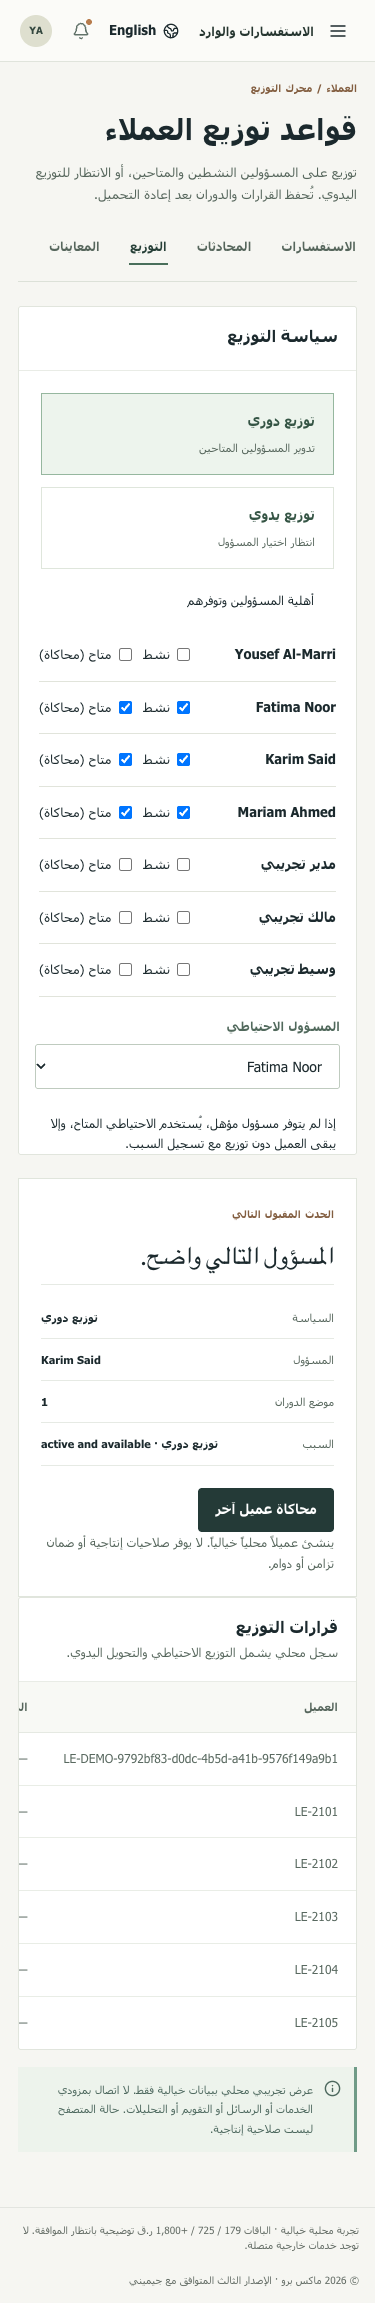 الاستفسارات والوارد
English
YA
العملاء / محرك التوزيع
قواعد توزيع العملاء
توزيع على المسؤولين النشطين والمتاحين، أو الانتظار للتوزيع
اليدوي. تُحفظ القرارات والدوران بعد إعادة التحميل.
الاستفسارات المحادثات التوزيع المعاينات
سياسة التوزيع
توزيع دوري
تدوير المسؤولين المتاحين
توزيع يدوي
انتظار اختيار المسؤول
أهلية المسؤولين وتوفرهم
Yousef Al-Marri نشط متاح (محاكاة)
Fatima Noor نشط متاح (محاكاة)
Karim Said نشط متاح (محاكاة)
Mariam Ahmed نشط متاح (محاكاة)
مدير تجريبي نشط متاح (محاكاة)
مالك تجريبي نشط متاح (محاكاة)
وسيط تجريبي نشط متاح (محاكاة)
المسؤول الاحتياطي
Fatima Noor
إذا لم يتوفر مسؤول مؤهل، يُستخدم الاحتياطي المتاح، وإلا
يبقى العميل دون توزيع مع تسجيل السبب.
الحدث المقبول التالي
المسؤول التالي واضح.
السياسة توزيع دوري
المسؤول Karim Said
موضع الدوران 1
السبب توزيع دوري · active and available
محاكاة عميل آخر
ينشئ عميلاً محلياً خيالياً. لا يوفر صلاحيات إنتاجية أو ضمان
تزامن أو دوام.
قرارات التوزيع
سجل محلي يشمل التوزيع الاحتياطي والتحويل اليدوي.
العميل
LE-DEMO-9792bf83-d0dc-4b5d-a41b-9576f149a9b1 —
LE-2101 —
LE-2102 —
LE-2103 —
LE-2104 —
LE-2105 —
عرض تجريبي محلي ببيانات خيالية فقط. لا اتصال بمزودي
الخدمات أو الرسائل أو التقويم أو التحليلات. حالة المتصفح
ليست صلاحية إنتاجية.
تجربة محلية خيالية · الباقات 179 / 725 / +1,800 ر.ق توضيحية بانتظار الموافقة. لا
توجد خدمات خارجية متصلة.
© 2026 ماكس برو · الإصدار الثالث المتوافق مع جيميني